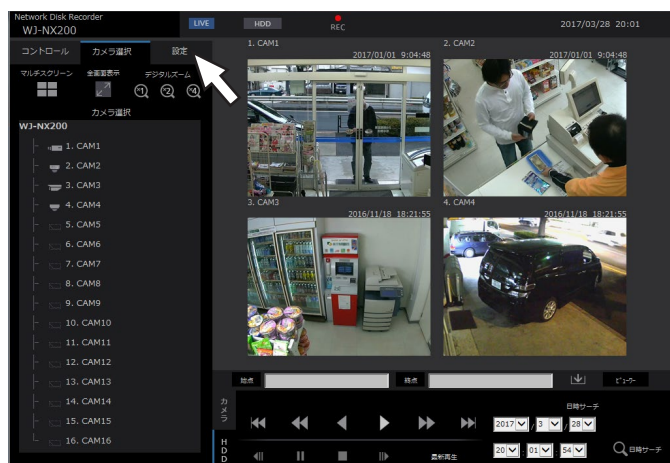 Network Disk Recorder
WJ-NX200
LIVE
HDD
REC
2017/03/28 20:01
コントロール
カメラ選択
設定
マルチスクリーン
全画面表示
デジタルズーム
×1
×2
×4
カメラ選択
WJ-NX200
1. CAM1
2. CAM2
3. CAM3
4. CAM4
5. CAM5
6. CAM6
7. CAM7
8. CAM8
9. CAM9
10. CAM10
11. CAM11
12. CAM12
13. CAM13
14. CAM14
15. CAM15
16. CAM16
1. CAM1
2017/01/01 9:04:48
2. CAM2
2017/01/01 9:04:48
3. CAM3
2016/11/18 18:21:55
4. CAM4
2016/11/18 18:21:55
始点
終点
ﾋﾞｭｰﾜｰ
カメラ
HDD
最新再生
日時サーチ
2017 / 3 / 28
20 : 01 : 54
日時サーチ